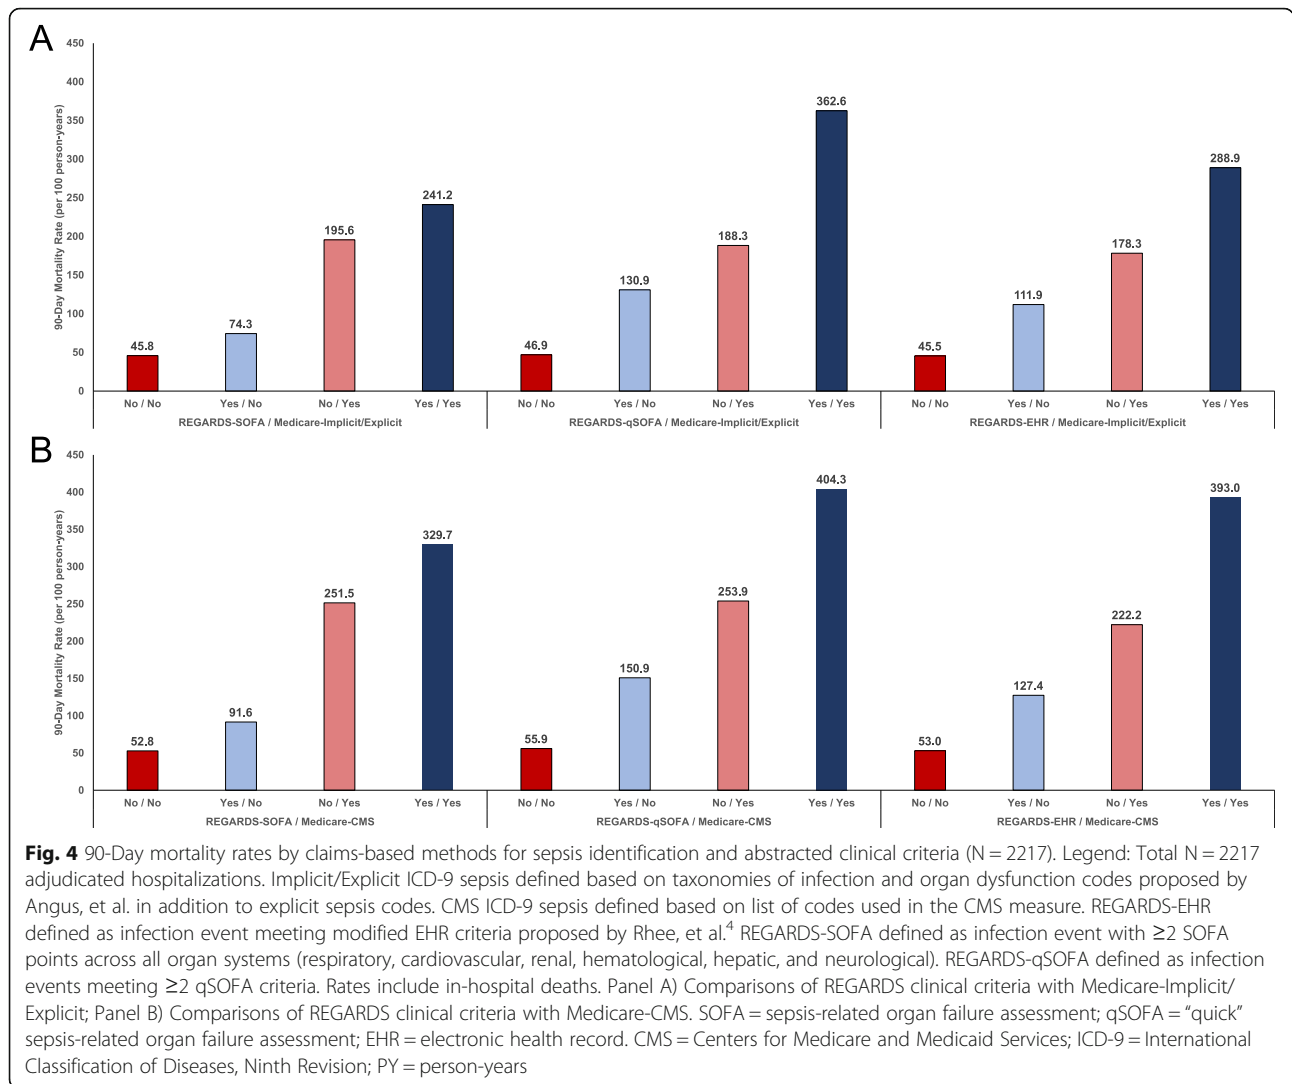 A
450
400
350
300
250
200
150
100
50
0
90-Day Mortality Rate (per 100 person-years)
45.8
74.3
195.6
241.2
46.9
130.9
188.3
362.6
45.5
111.9
178.3
288.9
No / No Yes / No No / Yes Yes / Yes No / No Yes / No No / Yes Yes / Yes No / No Yes / No No / Yes Yes / Yes
REGARDS-SOFA / Medicare-Implicit/Explicit REGARDS-qSOFA / Medicare-Implicit/Explicit REGARDS-EHR / Medicare-Implicit/Explicit
B
450
400
350
300
250
200
150
100
50
0
90-Day Mortality Rate (per 100 person-years)
52.8
91.6
251.5
329.7
55.9
150.9
253.9
404.3
53.0
127.4
222.2
393.0
No / No Yes / No No / Yes Yes / Yes No / No Yes / No No / Yes Yes / Yes No / No Yes / No No / Yes Yes / Yes
REGARDS-SOFA / Medicare-CMS REGARDS-qSOFA / Medicare-CMS REGARDS-EHR / Medicare-CMS
Fig. 4 90-Day mortality rates by claims-based methods for sepsis identification and abstracted clinical criteria (N = 2217). Legend: Total N = 2217
adjudicated hospitalizations. Implicit/Explicit ICD-9 sepsis defined based on taxonomies of infection and organ dysfunction codes proposed by
Angus, et al. in addition to explicit sepsis codes. CMS ICD-9 sepsis defined based on list of codes used in the CMS measure. REGARDS-EHR
defined as infection event meeting modified EHR criteria proposed by Rhee, et al.⁴ REGARDS-SOFA defined as infection event with ≥2 SOFA
points across all organ systems (respiratory, cardiovascular, renal, hematological, hepatic, and neurological). REGARDS-qSOFA defined as infection
events meeting ≥2 qSOFA criteria. Rates include in-hospital deaths. Panel A) Comparisons of REGARDS clinical criteria with Medicare-Implicit/
Explicit; Panel B) Comparisons of REGARDS clinical criteria with Medicare-CMS. SOFA = sepsis-related organ failure assessment; qSOFA = “quick”
sepsis-related organ failure assessment; EHR = electronic health record. CMS = Centers for Medicare and Medicaid Services; ICD-9 = International
Classification of Diseases, Ninth Revision; PY = person-years